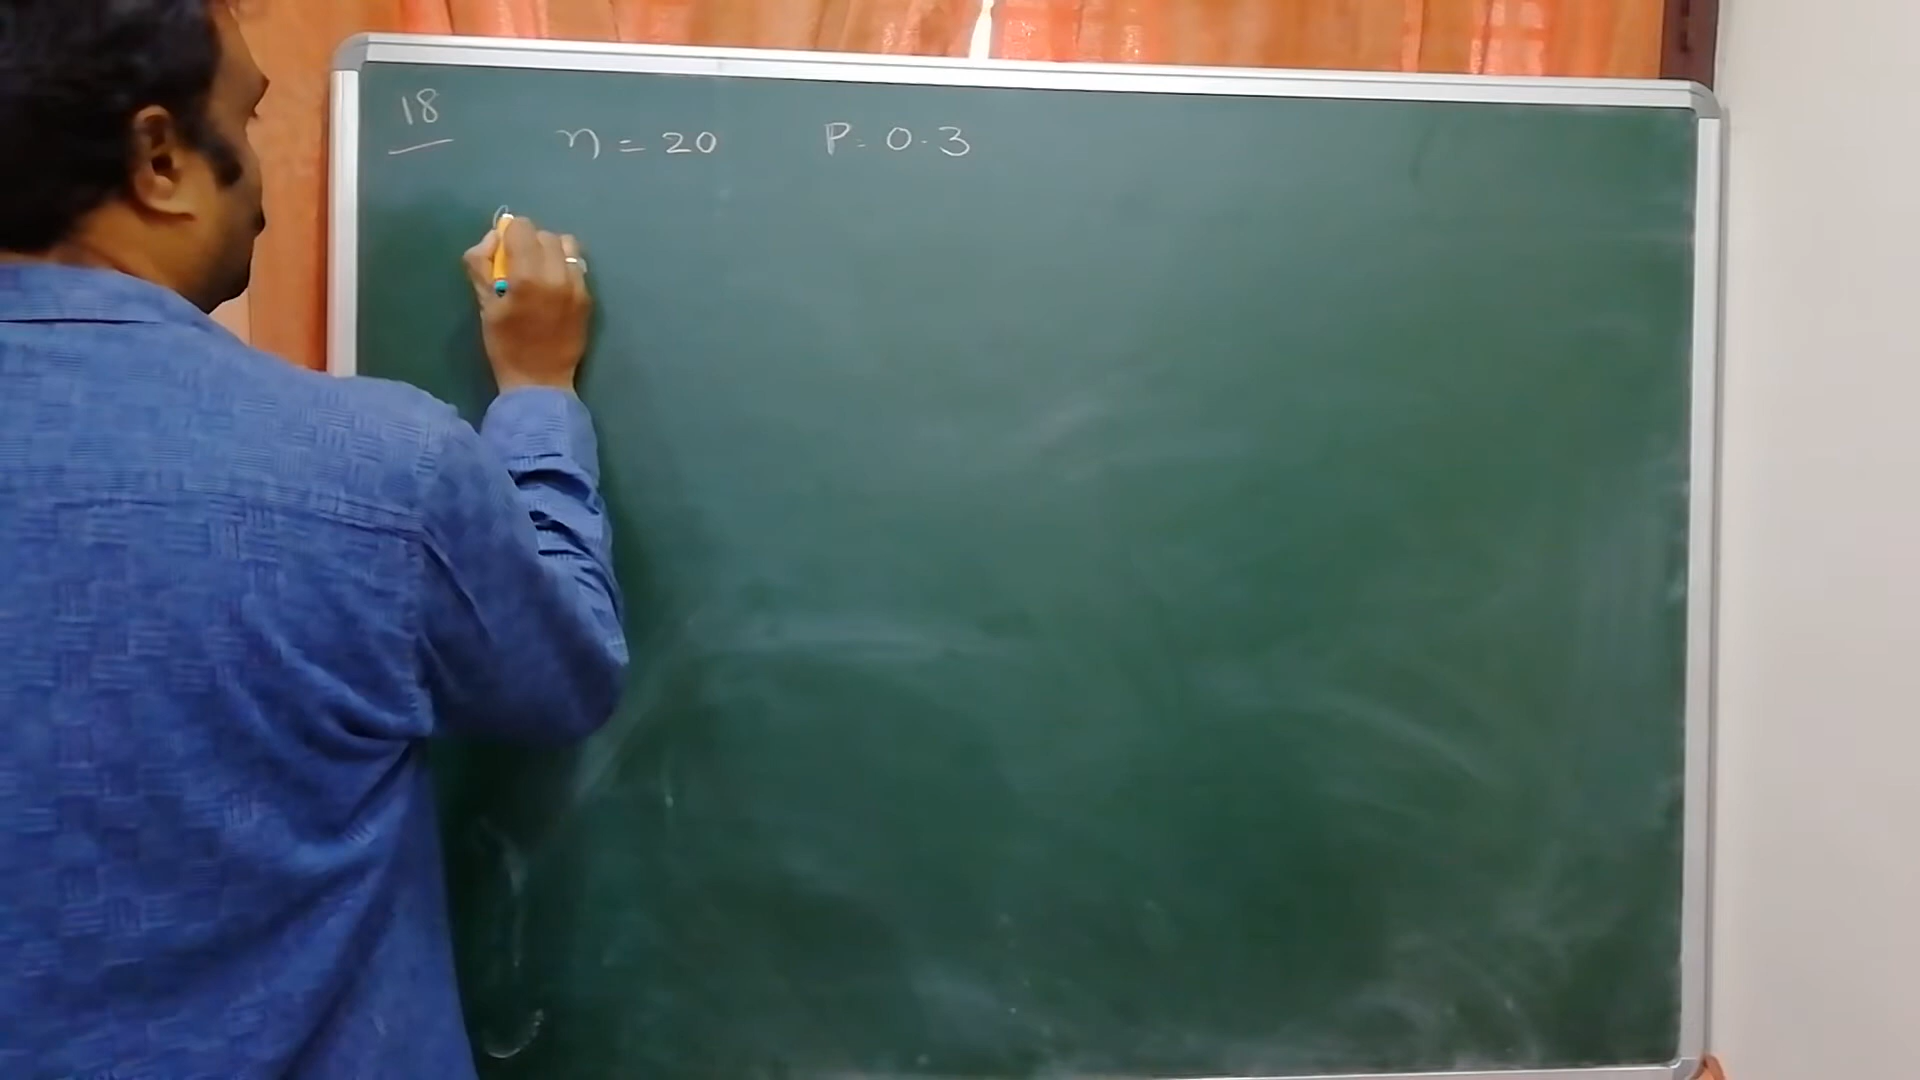 18
n = 20 P = 0.3